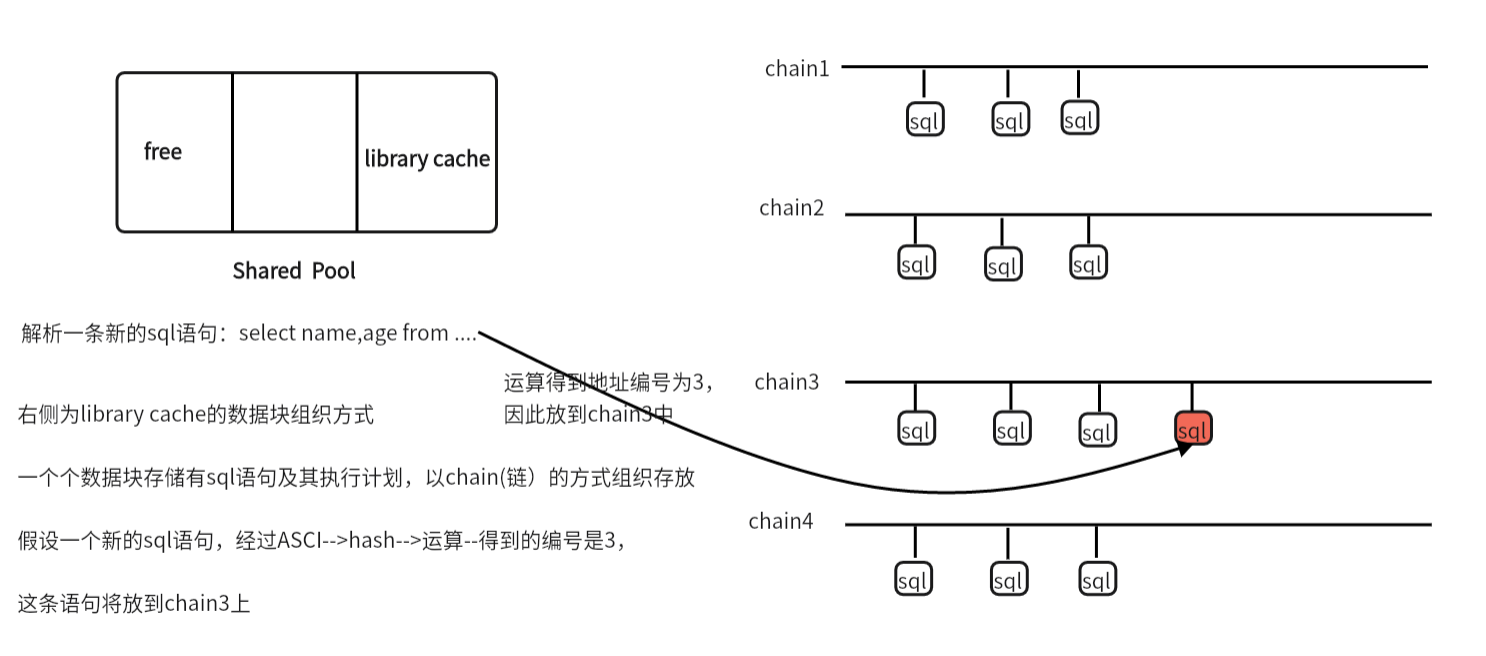 free
library cache
Shared Pool
解析一条新的sql语句：select name,age from ....
运算得到地址编号为3，
因此放到chain3中
右侧为library cache的数据块组织方式
一个个数据块存储有sql语句及其执行计划，以chain(链）的方式组织存放
假设一个新的sql语句，经过ASCI-->hash-->运算--得到的编号是3，
这条语句将放到chain3上
chain1
sql sql sql
chain2
sql sql sql
chain3
sql sql sql sql
chain4
sql sql sql